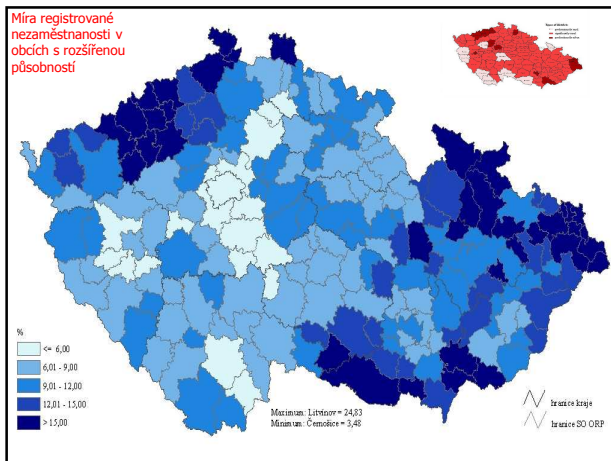 Míra registrované
nezaměstnanosti v
obcích s rozšířenou
působností
%
<= 6,00
6,01 - 9,00
9,01 - 12,00
12,01 - 15,00
> 15,00
Maximum: Litvínov = 24,83
Minimum: Černošice = 3,48
hranice kraje
hranice SO ORP